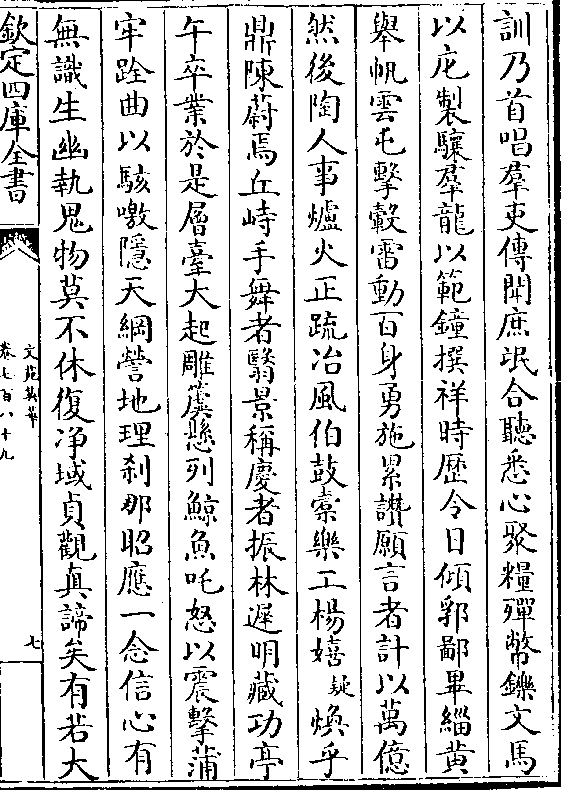 訓乃首唱羣吏傳聞庶氓合聽悉心聚糧殫幣鑠文馬
以庀製驤羣龍以範鐘撰祥時歷令日傾郭鄙畢緇黄
舉帆雲屯擊轂雷動百身勇施累讚願言者計以萬億
然後陶人事爐火正䟽冶風伯鼓橐樂工楊嬉疑煥乎
鼎陳蔚焉丘峙手舞者翳景稱慶者振林遲明藏功亭
午卒業於是層臺大起雕簴懸列鯨魚吒怒以震擊蒲
牢跧曲以駭噭隱天綱營地理刹那昭應一念信心有
無識生幽執鬼物莫不休復净域貞觀真諦矣有若大
欽定四庫全書
文苑英華
卷七百八十九
七